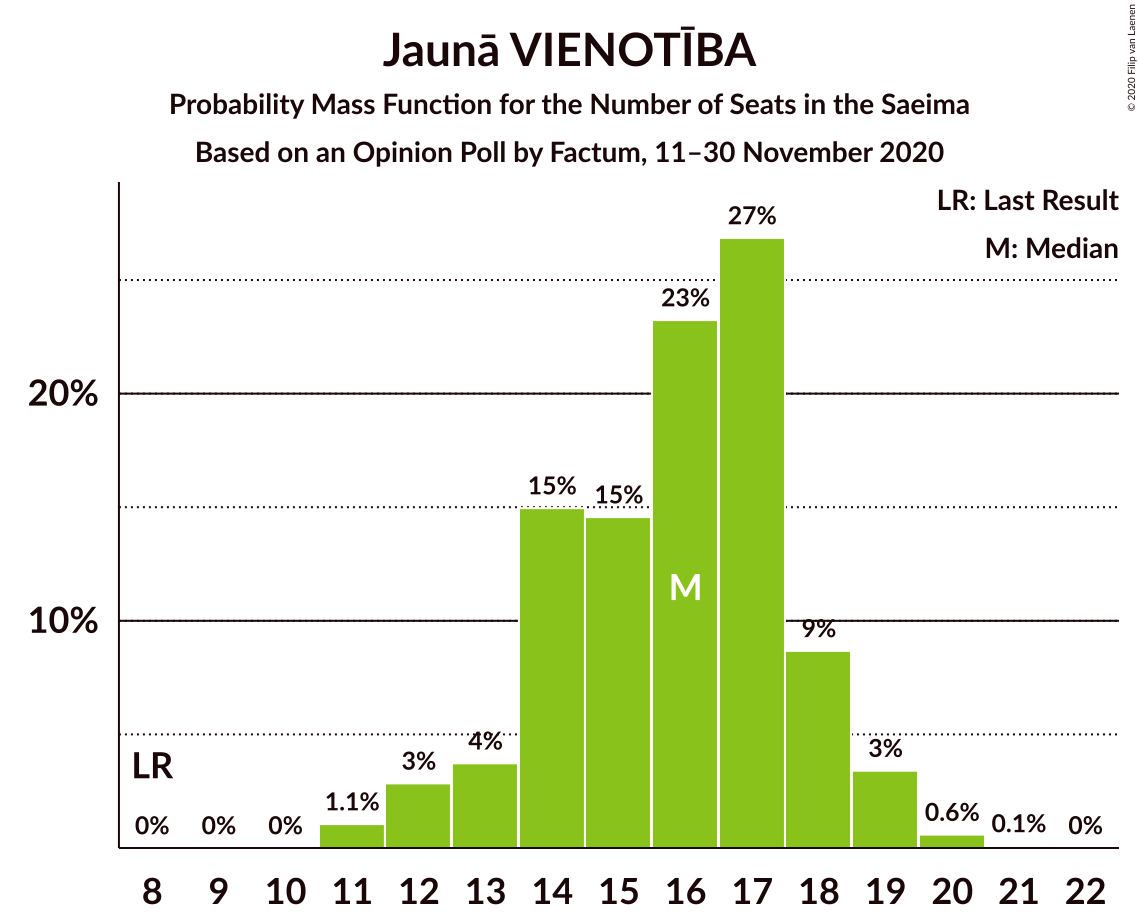 Jaunā VIENOTĪBA
Probability Mass Function for the Number of Seats in the Saeima
Based on an Opinion Poll by Factum, 11–30 November 2020
© 2020 Filip van Laenen
LR: Last Result
M: Median
27%
23%
20%
15%
15%
M
10%
9%
4%
LR
3%
3%
1.1%
0.6%
0.1%
0%
0%
0%
0%
8 9 10 11 12 13 14 15 16 17 18 19 20 21 22